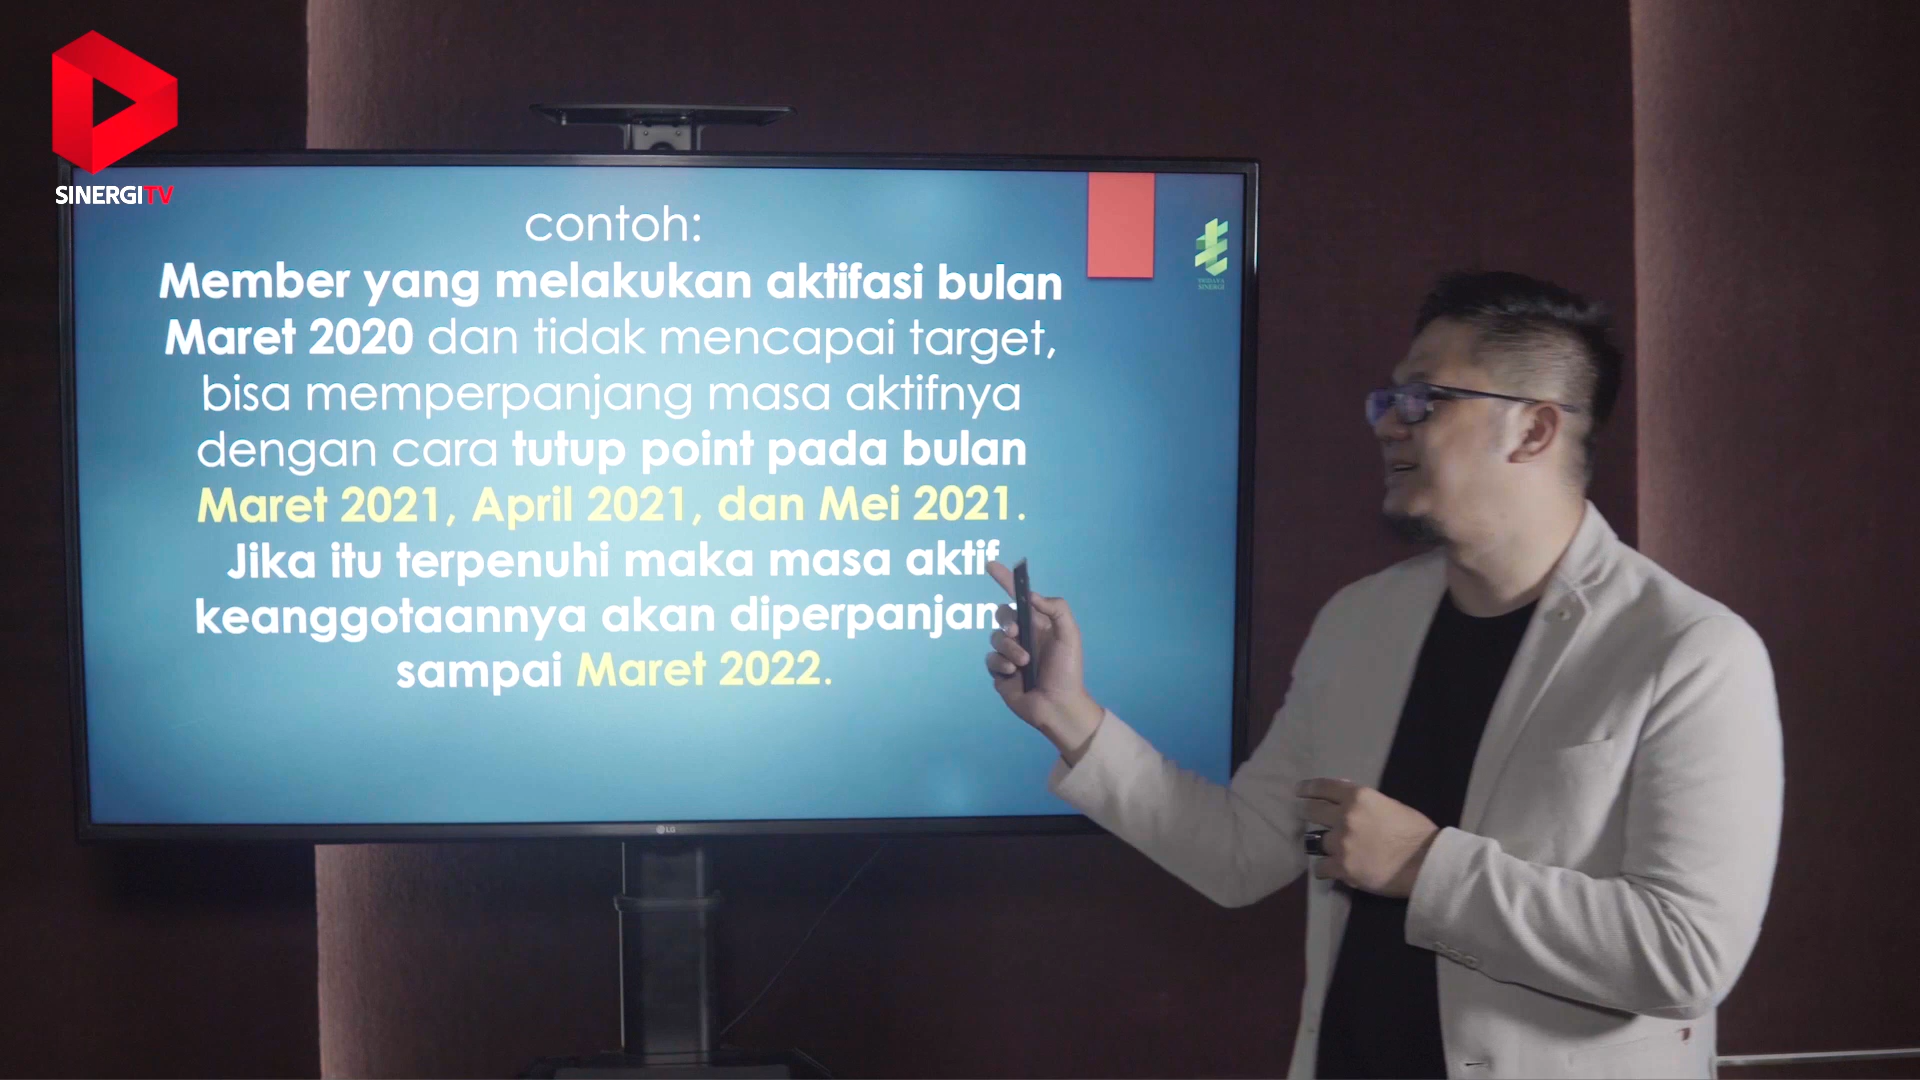 SINERGITV
contoh:
Member yang melakukan aktifasi bulan
Maret 2020 dan tidak mencapai target,
bisa memperpanjang masa aktifnya
dengan cara tutup point pada bulan
Maret 2021, April 2021, dan Mei 2021.
Jika itu terpenuhi maka masa aktif
keanggotaannya akan diperpanjang
sampai Maret 2022.
SINERGI
LG